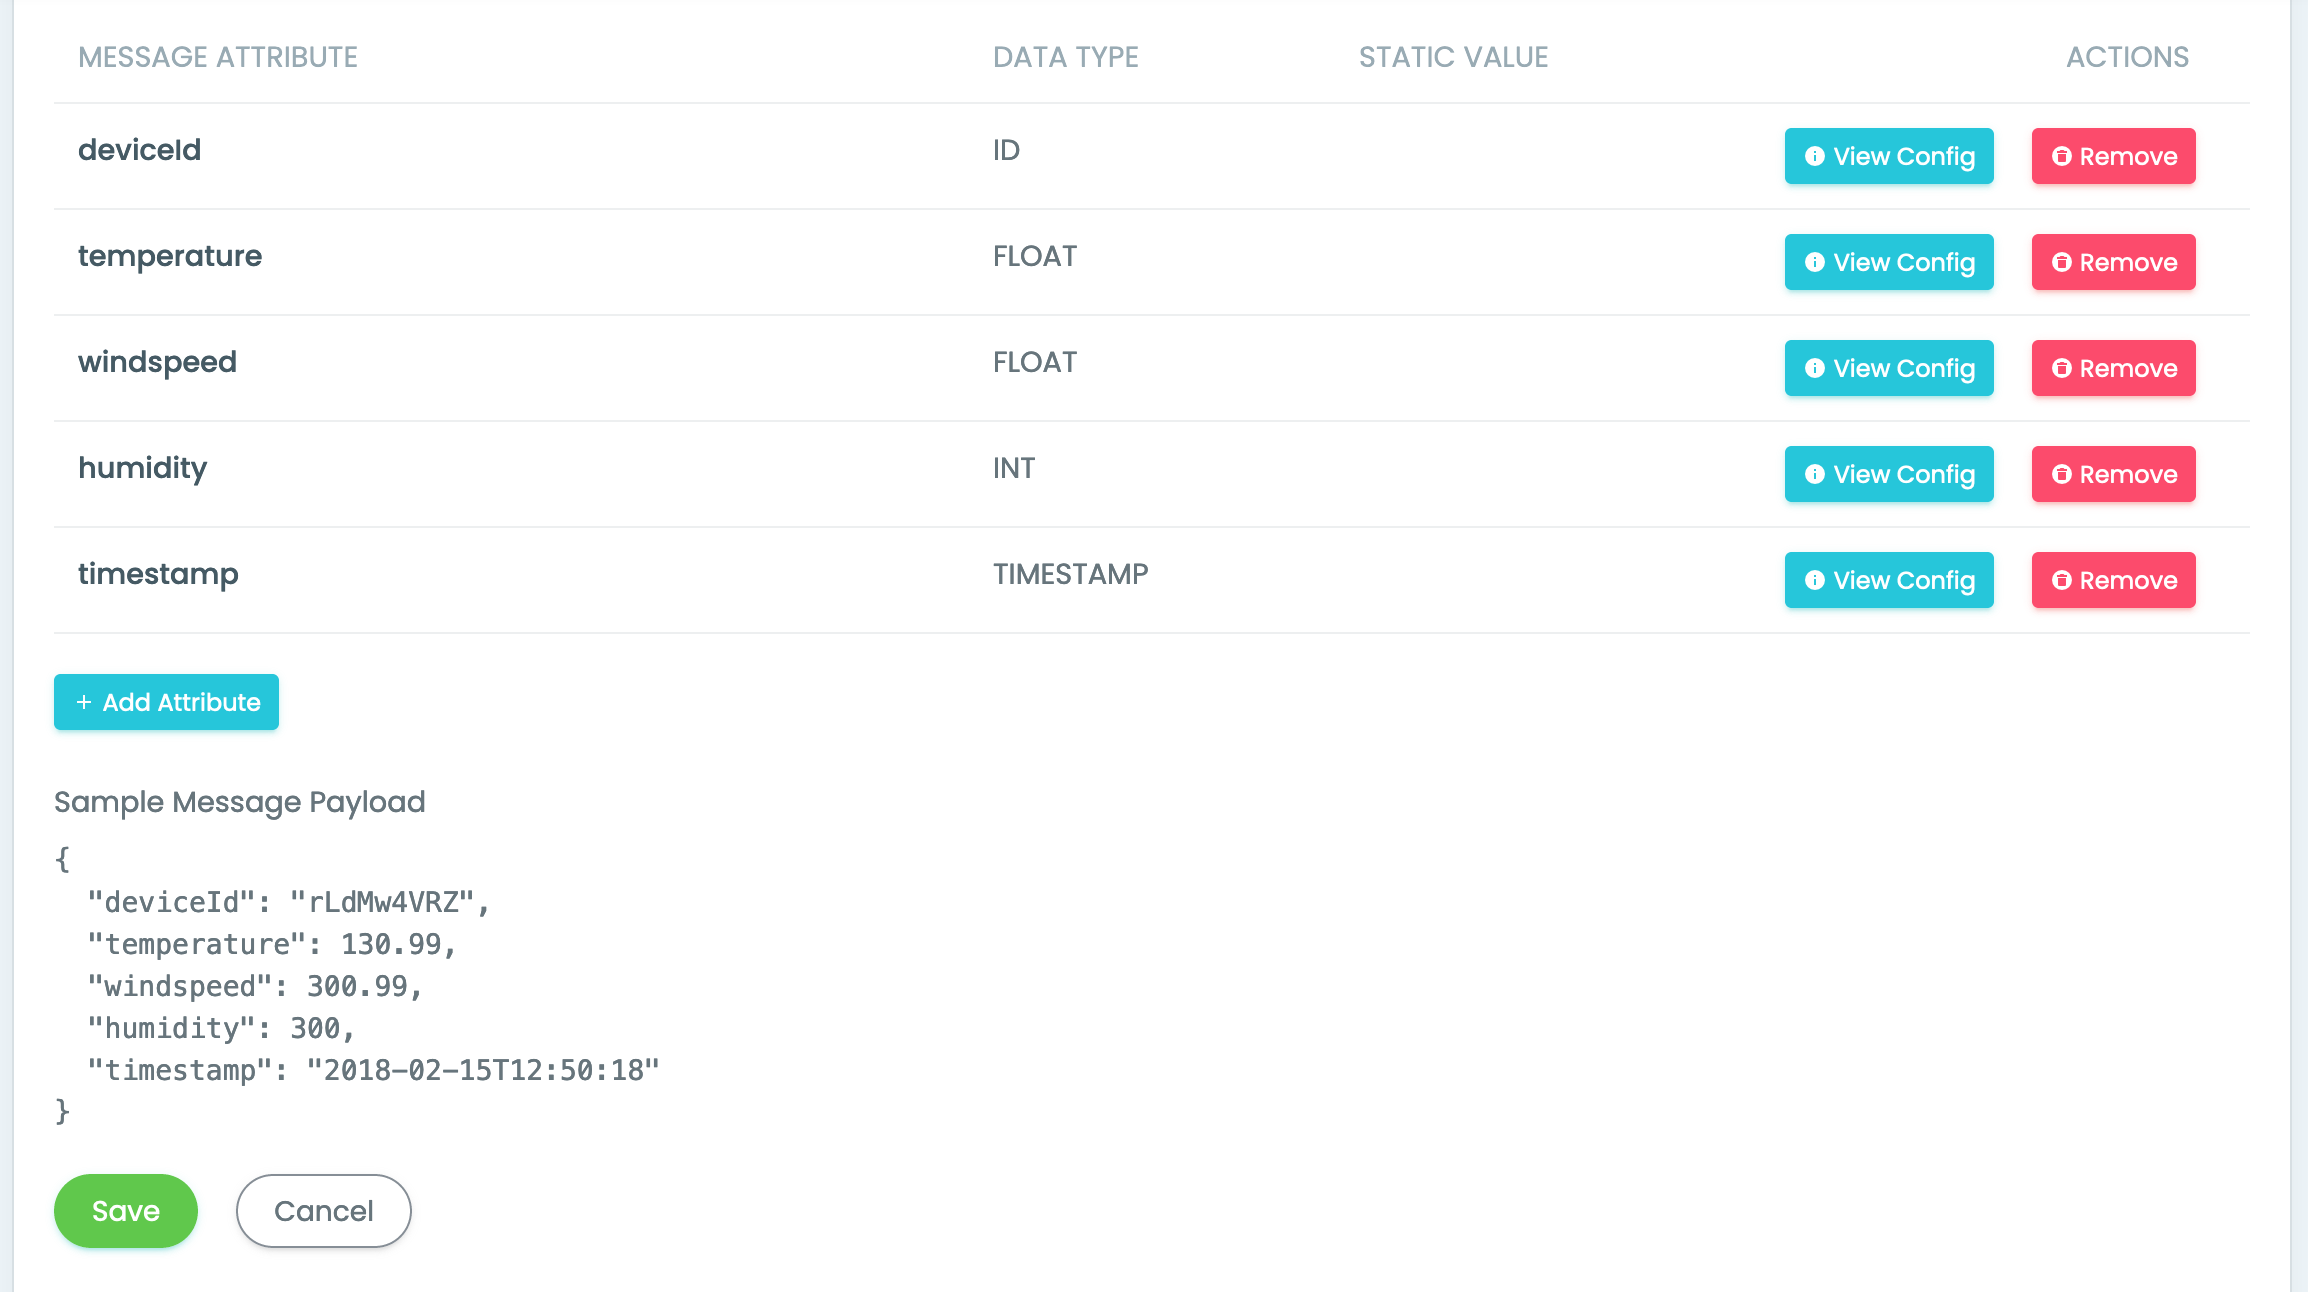 MESSAGE ATTRIBUTE DATA TYPE STATIC VALUE ACTIONS
deviceId ID View Config Remove
temperature FLOAT View Config Remove
windspeed FLOAT View Config Remove
humidity INT View Config Remove
timestamp TIMESTAMP View Config Remove
+ Add Attribute
Sample Message Payload
{
  "deviceId": "rLdMw4VRZ",
  "temperature": 130.99,
  "windspeed": 300.99,
  "humidity": 300,
  "timestamp": "2018-02-15T12:50:18"
}
Save Cancel